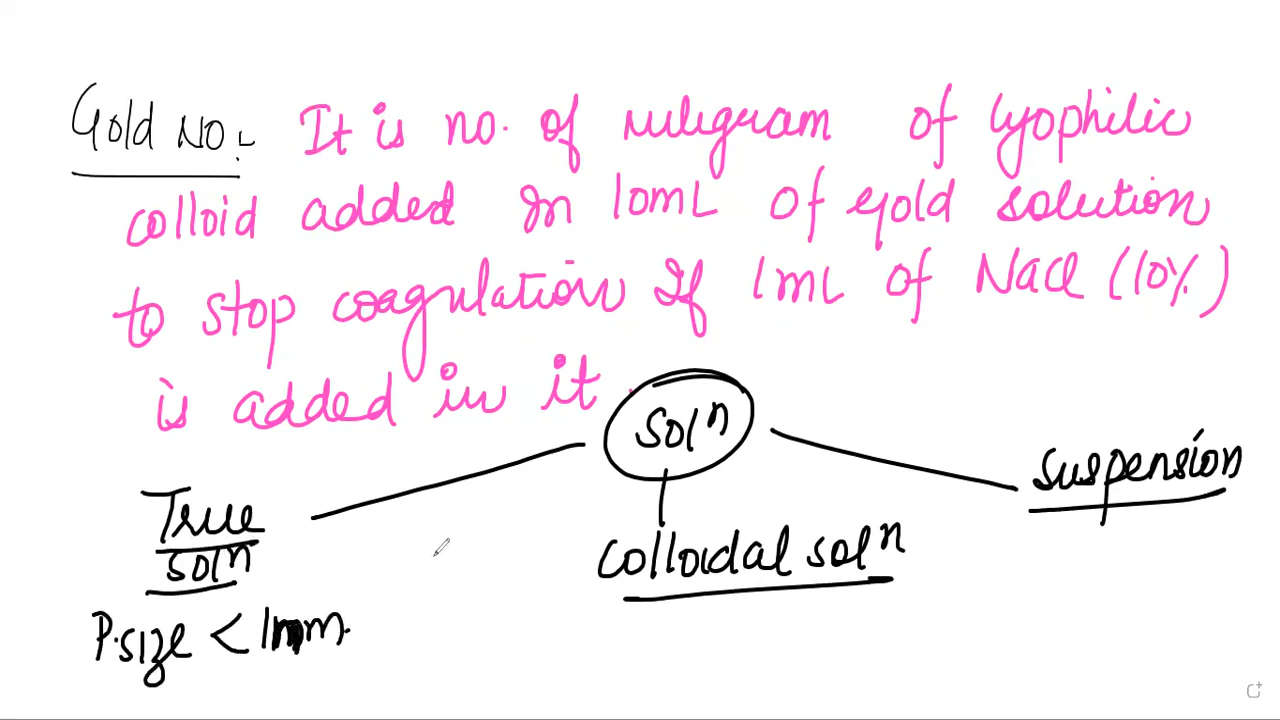 Gold No:- It is no. of miligram of lyophilic
colloid added in 10mL of gold solution
to stop coagulation if 1mL of NaCl (10%)
is added in it.
solⁿ
True
solⁿ
colloidal solⁿ
suspension
P.size < 1nm.